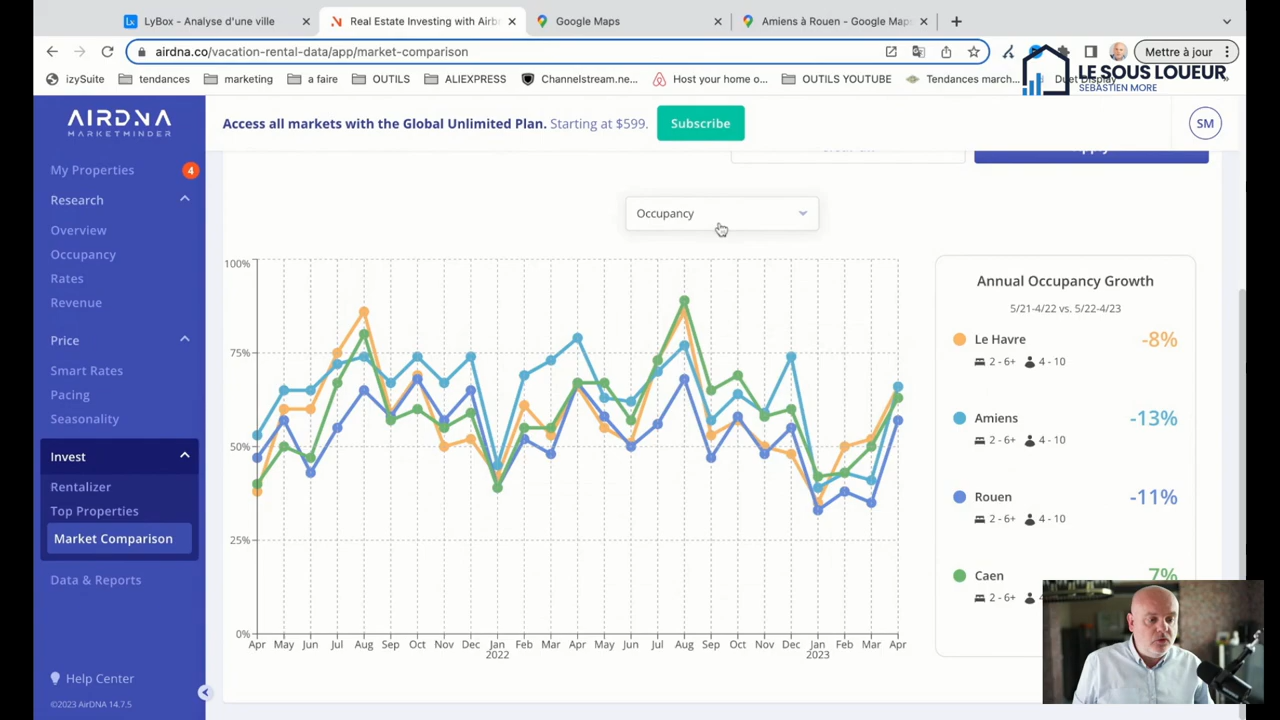 LyBox - Analyse d'une ville
Real Estate Investing with Airbn
Google Maps
Amiens à Rouen - Google Maps
airdna.co/vacation-rental-data/app/market-comparison
Mettre à jour
izySuite
tendances
marketing
a faire
OUTILS
ALIEXPRESS
Channelstream.ne...
Host your home o...
OUTILS YOUTUBE
Tendances march...
Duet Display
LE SOUS LOUEUR
SEBASTIEN MORE
AIRDNA
MARKETMINDER
Access all markets with the Global Unlimited Plan. Starting at $599.
Subscribe
SM
My Properties
4
Research
Overview
Occupancy
Rates
Revenue
Price
Smart Rates
Pacing
Seasonality
Invest
Rentalizer
Top Properties
Market Comparison
Data & Reports
Help Center
©2023 AirDNA 14.7.5
Occupancy
100%
75%
50%
25%
0%
Apr May Jun Jul Aug Sep Oct Nov Dec Jan Feb Mar Apr May Jun Jul Aug Sep Oct Nov Dec Jan Feb Mar Apr
2022 2023
Annual Occupancy Growth
5/21-4/22 vs. 5/22-4/23
Le Havre -8%
2 - 6+ 4 - 10
Amiens -13%
2 - 6+ 4 - 10
Rouen -11%
2 - 6+ 4 - 10
Caen 7%
2 - 6+